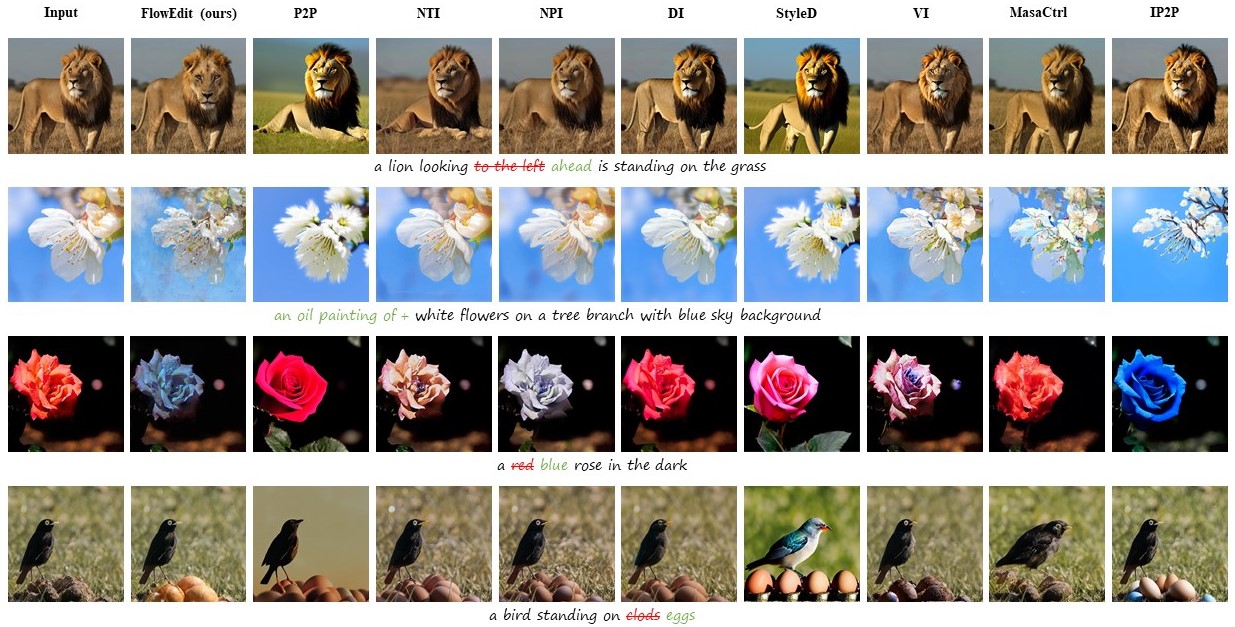 Input FlowEdit (ours) P2P NTI NPI DI StyleD VI MasaCtrl IP2P
a lion looking to the left ahead is standing on the grass
an oil painting of + white flowers on a tree branch with blue sky background
a red blue rose in the dark
a bird standing on clods eggs